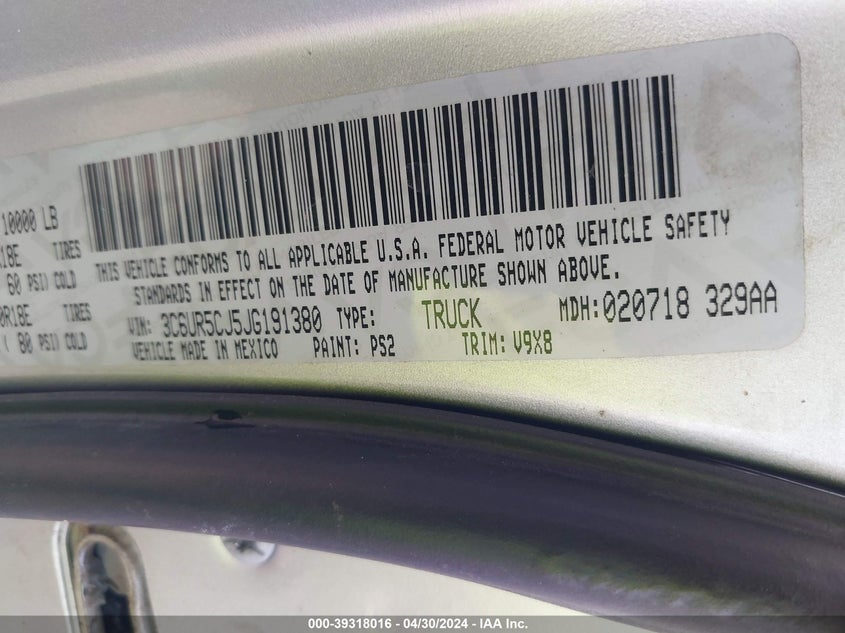 10000 LB
R18E TIRES
60 PSI) COLD
0R18E TIRES
( 80 PSI) COLD
THIS VEHICLE CONFORMS TO ALL APPLICABLE U.S.A. FEDERAL MOTOR VEHICLE SAFETY
STANDARDS IN EFFECT ON THE DATE OF MANUFACTURE SHOWN ABOVE.
VIN: 3C6UR5CJ5JG191380 TYPE: TRUCK MDH:020718 329AA
VEHICLE MADE IN MEXICO PAINT: PS2 TRIM: V9X8
000-39318016 - 04/30/2024 - IAA Inc.